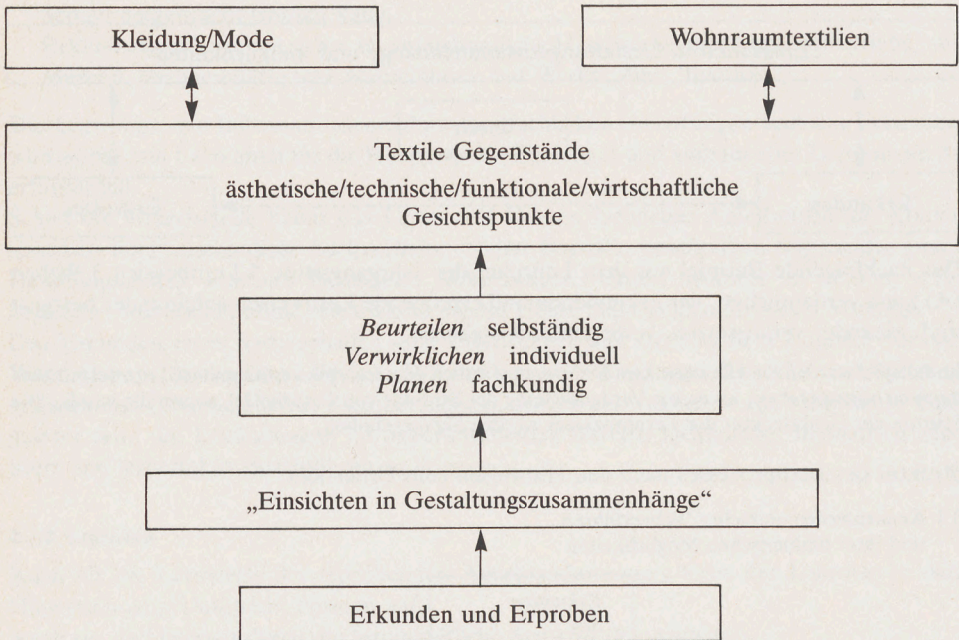 Kleidung/Mode
Wohnraumtextilien
Textile Gegenstände
ästhetische/technische/funktionale/wirtschaftliche
Gesichtspunkte
Beurteilen selbständig
Verwirklichen individuell
Planen fachkundig
„Einsichten in Gestaltungszusammenhänge“
Erkunden und Erproben